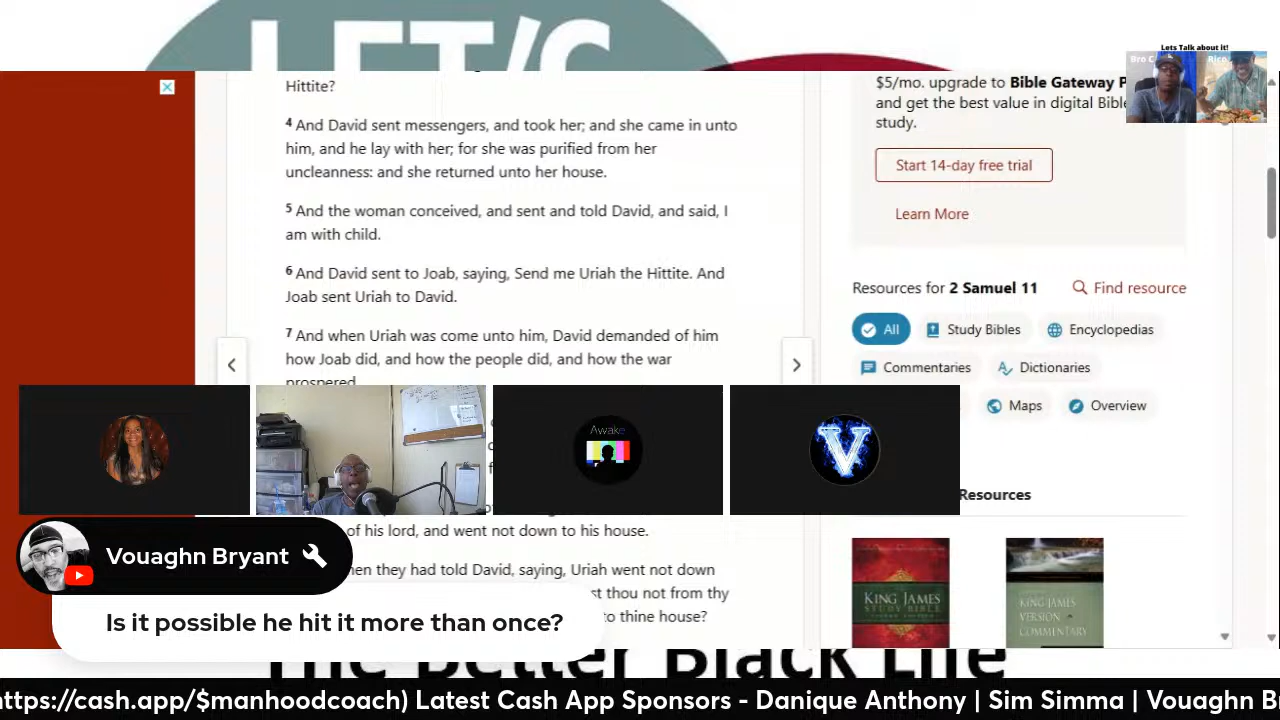 LET'S
Lets Talk about it!
Bro C
Rico
Hittite?
4 And David sent messengers, and took her; and she came in unto
him, and he lay with her; for she was purified from her
uncleanness: and she returned unto her house.
5 And the woman conceived, and sent and told David, and said, I
am with child.
6 And David sent to Joab, saying, Send me Uriah the Hittite. And
Joab sent Uriah to David.
7 And when Uriah was come unto him, David demanded of him
how Joab did, and how the people did, and how the war
prospered.
of his lord, and went not down to his house.
hen they had told David, saying, Uriah went not down
st thou not from thy
to thine house?
$5/mo. upgrade to Bible Gateway P
and get the best value in digital Bible
study.
Start 14-day free trial
Learn More
Resources for 2 Samuel 11
Find resource
All
Study Bibles
Encyclopedias
Commentaries
Dictionaries
Maps
Overview
Resources
KING JAMES
STUDY BIBLE
KING JAMES
VERSION
COMMENTARY
Awake
V
Vouaghn Bryant
Is it possible he hit it more than once?
The Better Black Life
https://cash.app/$manhoodcoach) Latest Cash App Sponsors - Danique Anthony | Sim Simma | Vouaghn B